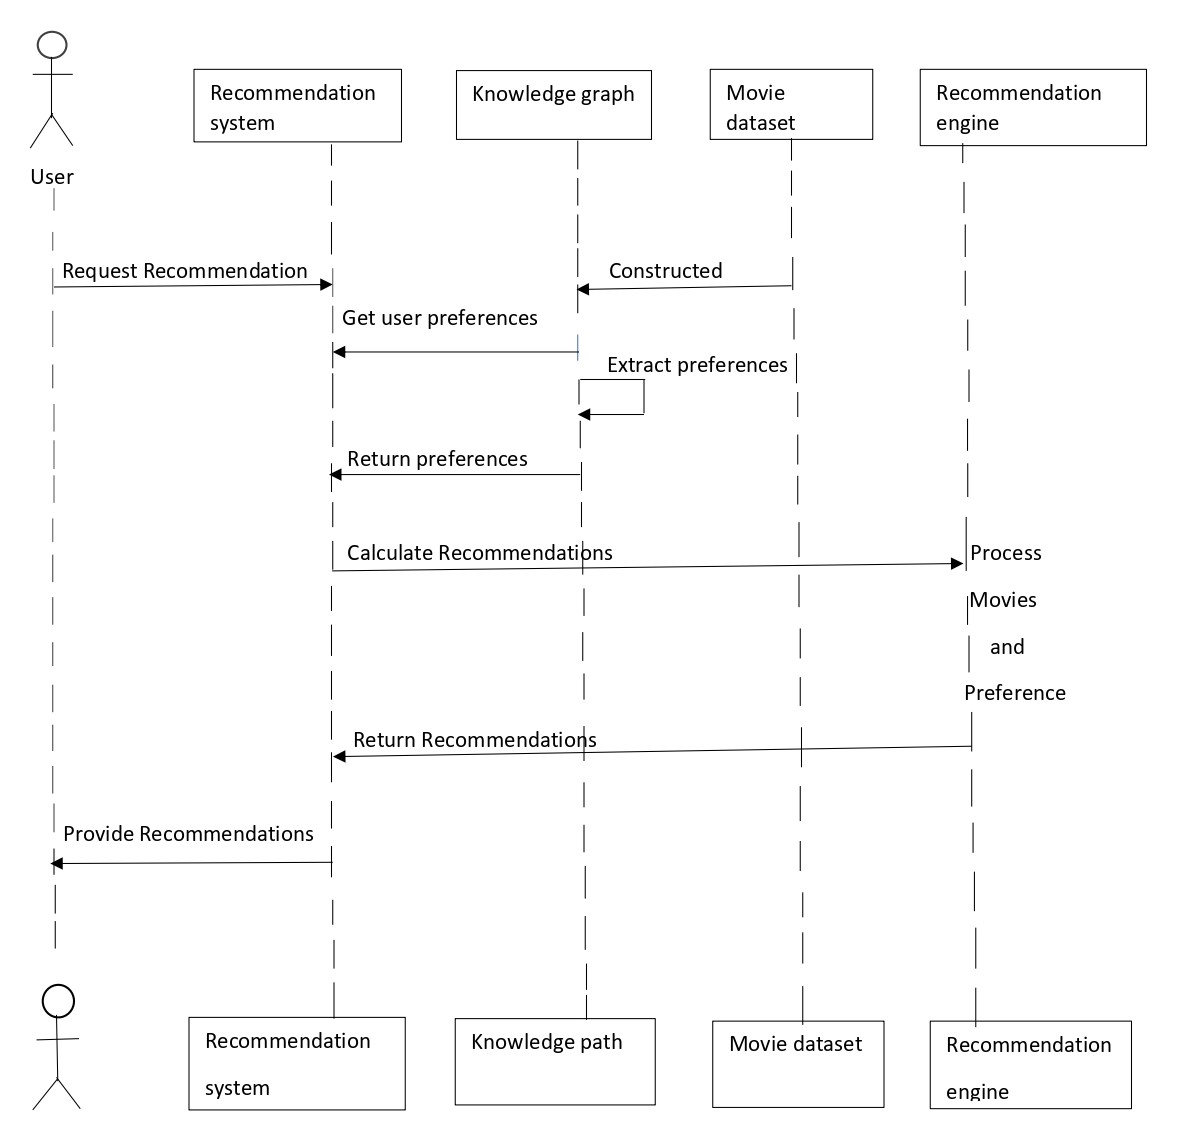 Recommendation
system
Knowledge graph
Movie
dataset
Recommendation
engine
User
Request Recommendation
Constructed
Get user preferences
Extract preferences
Return preferences
Calculate Recommendations
Process
Movies
and
Preference
Return Recommendations
Provide Recommendations
Recommendation
system
Knowledge path
Movie dataset
Recommendation
engine